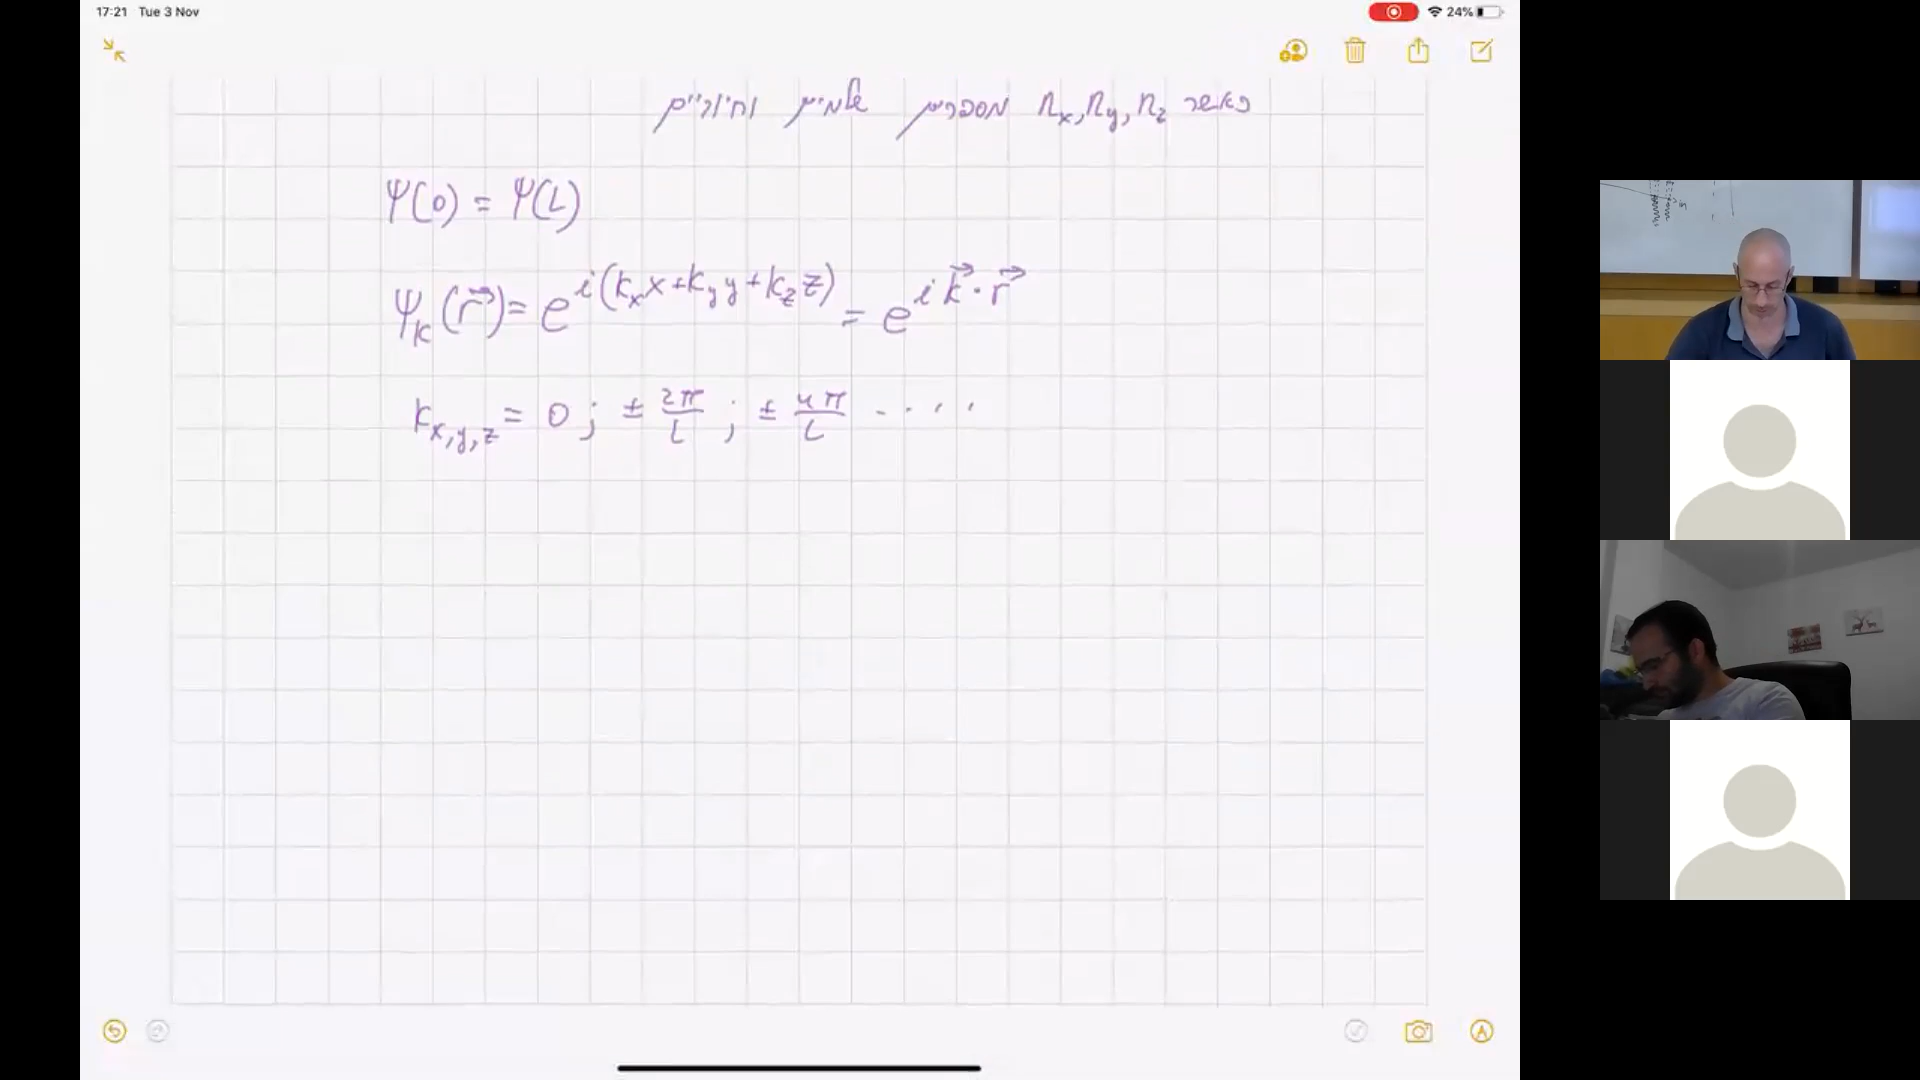 17:21 Tue 3 Nov 24%
כאשר n_x, n_y, n_z מספרים שלמים וחיוביים
Ψ(0) = Ψ(L)
ψ_k(r⃗) = e^{i(k_x x + k_y y + k_z z)} = e^{i k⃗ · r⃗}
k_{x,y,z} = 0 ; ± 2π/L ; ± 4π/L ....